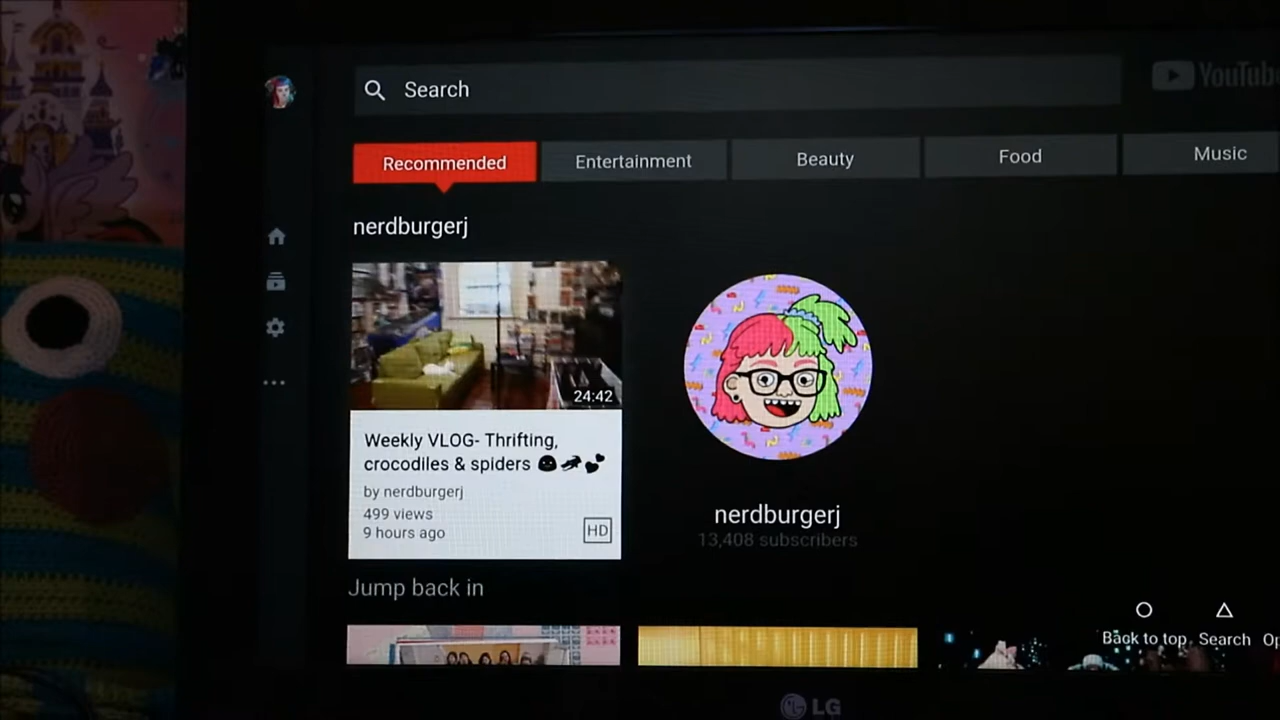 Search
YouTube
Recommended
Entertainment
Beauty
Food
Music
nerdburgerj
24:42
Weekly VLOG- Thrifting,
crocodiles & spiders
by nerdburgerj
499 views
9 hours ago
HD
nerdburgerj
13,408 subscribers
Jump back in
Back to top
Search
Op
LG